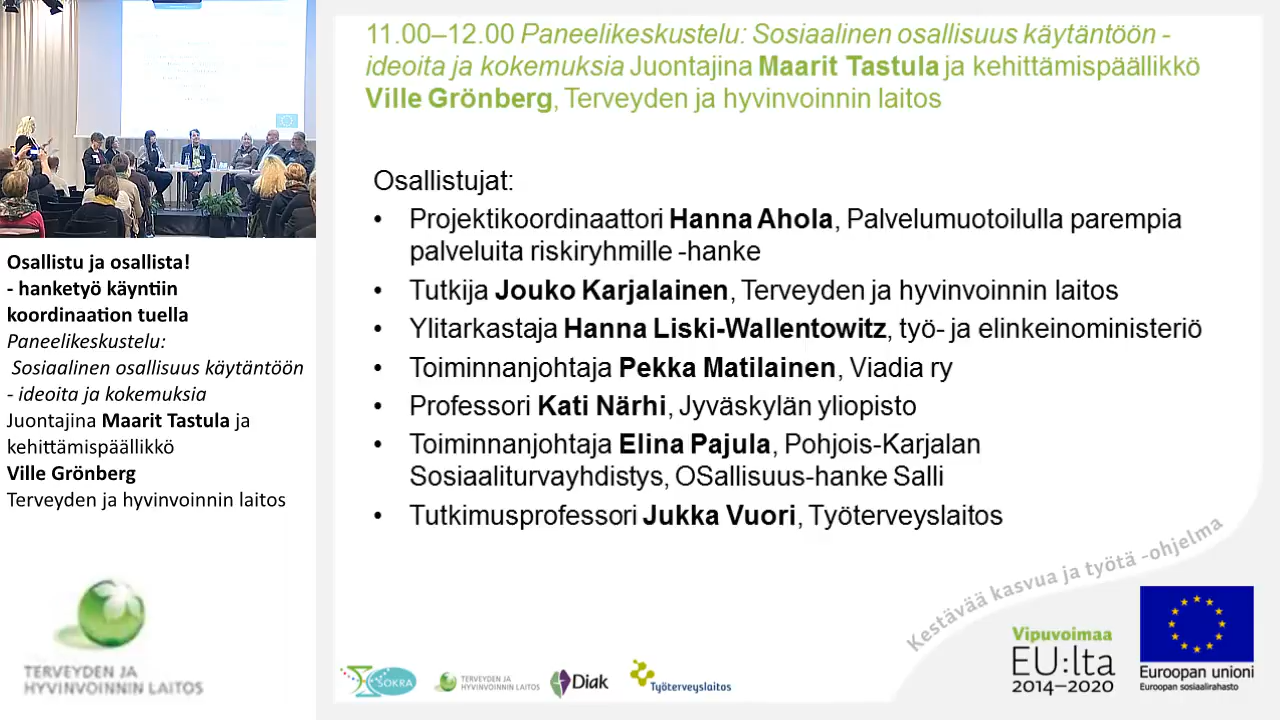 Osallistu ja osallista!
- hanketyö käyntiin
koordinaation tuella
Paneelikeskustelu:
Sosiaalinen osallisuus käytäntöön
- ideoita ja kokemuksia
Juontajina Maarit Tastula ja
kehittämispäällikkö
Ville Grönberg
Terveyden ja hyvinvoinnin laitos
TERVEYDEN JA
HYVINVOINNIN LAITOS
11.00–12.00 Paneelikeskustelu: Sosiaalinen osallisuus käytäntöön -
ideoita ja kokemuksia Juontajina Maarit Tastula ja kehittämispäällikkö
Ville Grönberg, Terveyden ja hyvinvoinnin laitos
Osallistujat:
• Projektikoordinaattori Hanna Ahola, Palvelumuotoilulla parempia
palveluita riskiryhmille -hanke
• Tutkija Jouko Karjalainen, Terveyden ja hyvinvoinnin laitos
• Ylitarkastaja Hanna Liski-Wallentowitz, työ- ja elinkeinoministeriö
• Toiminnanjohtaja Pekka Matilainen, Viadia ry
• Professori Kati Närhi, Jyväskylän yliopisto
• Toiminnanjohtaja Elina Pajula, Pohjois-Karjalan
Sosiaaliturvayhdistys, OSallisuus-hanke Salli
• Tutkimusprofessori Jukka Vuori, Työterveyslaitos
Kestävää kasvua ja työtä -ohjelma
SOKRA
TERVEYDEN JA
HYVINVOINNIN LAITOS
Diak
Työterveyslaitos
Vipuvoimaa
EU:lta
2014–2020
Euroopan unioni
Euroopan sosiaalirahasto